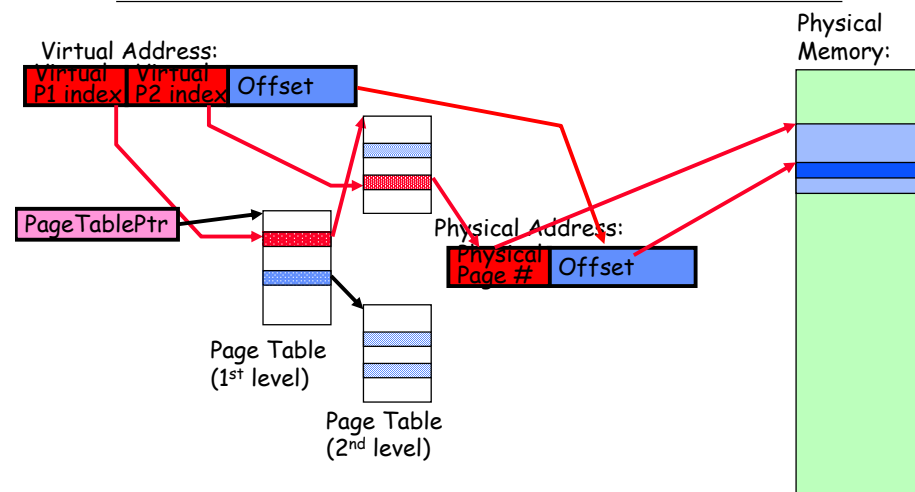 Physical
Memory:
Virtual Address:
Virtual
P1 index
Virtual
P2 index
Offset
PageTablePtr
Physical Address:
Physical
Page #
Offset
Page Table
(1st level)
Page Table
(2nd level)